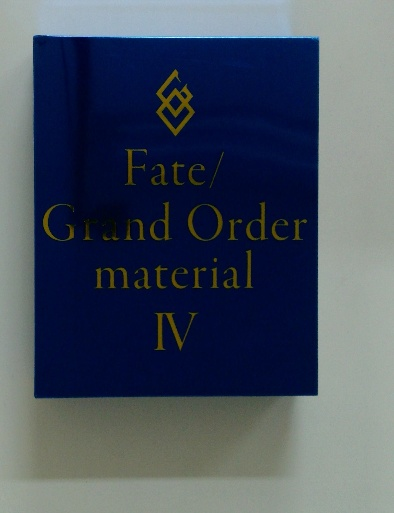 Fate/
Grand Order
material
IV